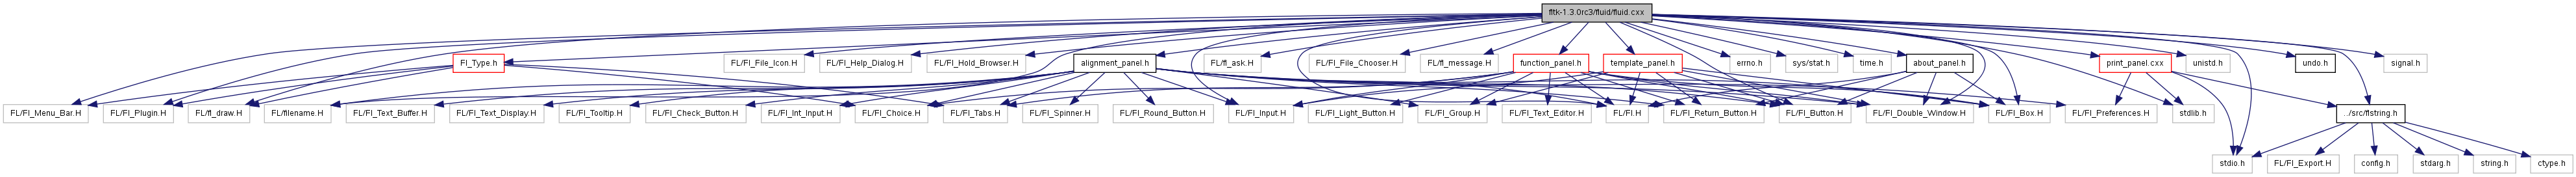 fltk-1.3.0rc3/fluid/fluid.cxx
Fl_Type.h
FL/Fl_File_Icon.H
FL/Fl_Help_Dialog.H
FL/Fl_Hold_Browser.H
alignment_panel.h
FL/fl_ask.H
FL/Fl_File_Chooser.H
FL/fl_message.H
function_panel.h
template_panel.h
errno.h
sys/stat.h
time.h
about_panel.h
print_panel.cxx
unistd.h
undo.h
signal.h
FL/Fl_Menu_Bar.H
FL/Fl_Plugin.H
FL/fl_draw.H
FL/filename.H
FL/Fl_Text_Buffer.H
FL/Fl_Text_Display.H
FL/Fl_Tooltip.H
FL/Fl_Check_Button.H
FL/Fl_Int_Input.H
FL/Fl_Choice.H
FL/Fl_Tabs.H
FL/Fl_Spinner.H
FL/Fl_Round_Button.H
FL/Fl_Input.H
FL/Fl_Light_Button.H
FL/Fl_Group.H
FL/Fl_Text_Editor.H
FL/Fl.H
FL/Fl_Return_Button.H
FL/Fl_Button.H
FL/Fl_Double_Window.H
FL/Fl_Box.H
FL/Fl_Preferences.H
stdlib.h
../src/flstring.h
stdio.h
FL/Fl_Export.H
config.h
stdarg.h
string.h
ctype.h